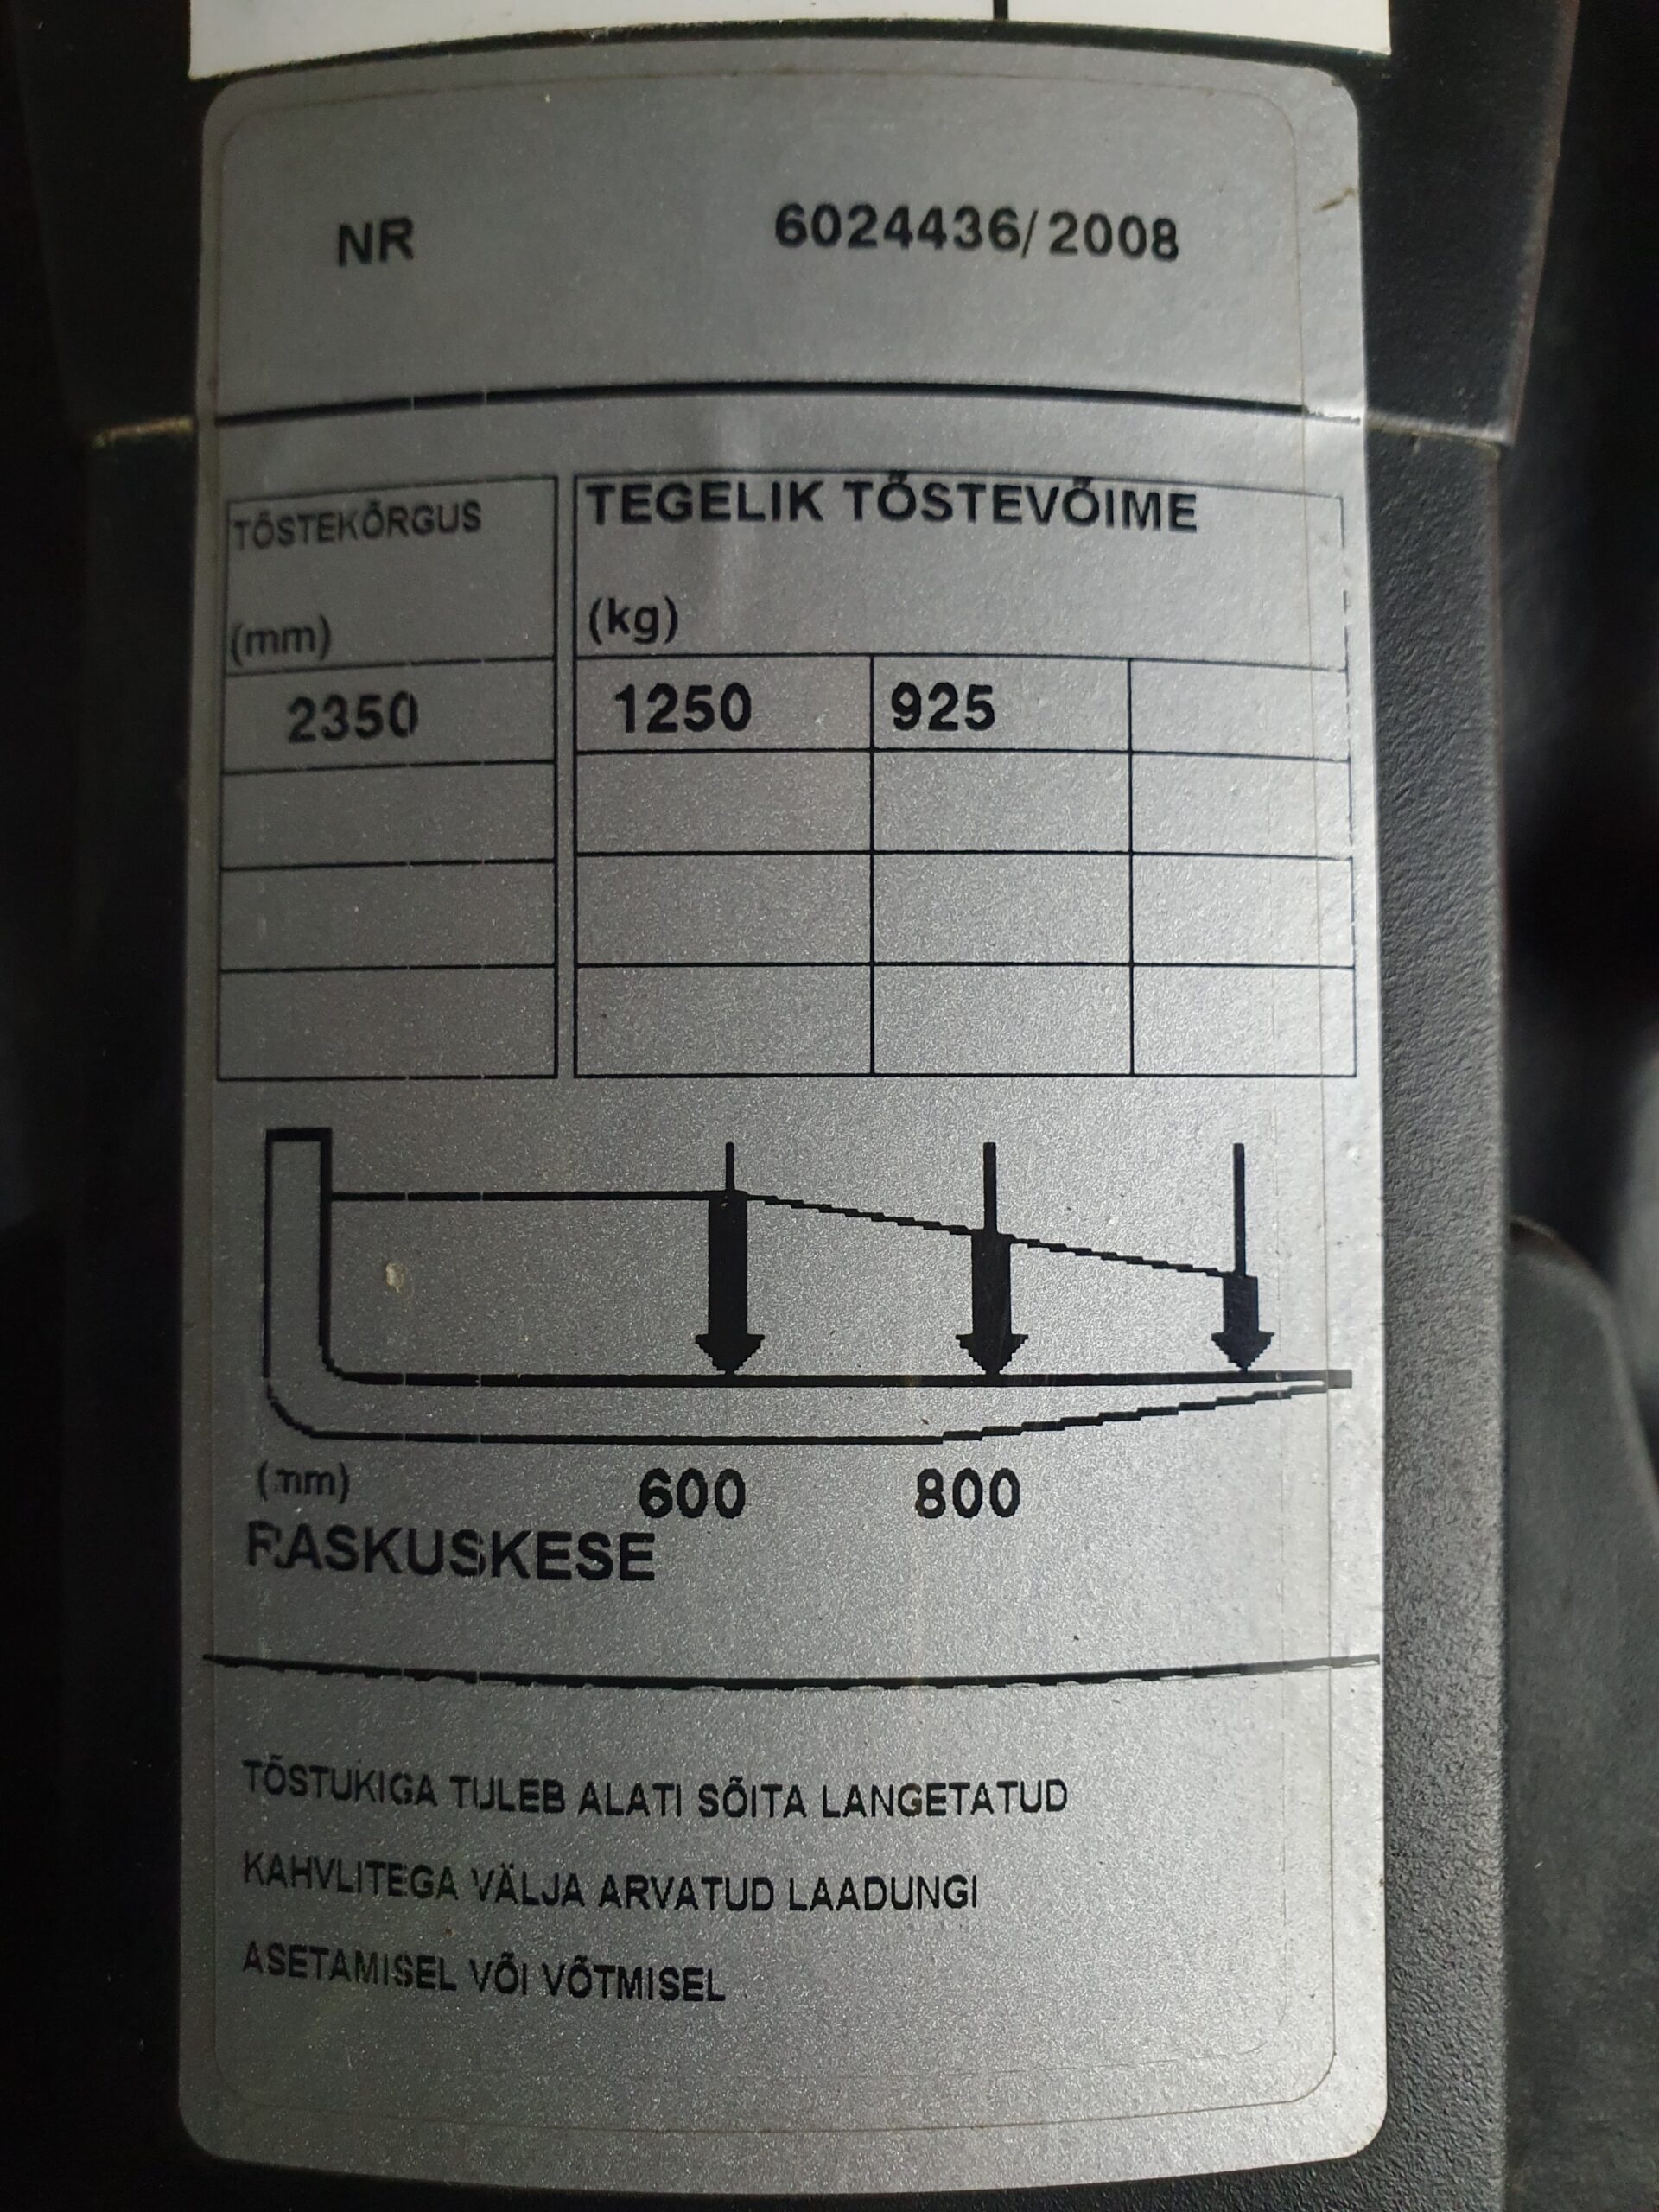 NR 6024436/2008
TÕSTEKÕRGUS TEGELIK TÕSTEVÕIME
(mm) (kg)
2350 1250 925
(mm) 600 800
RASKUSKESE
TÕSTUKIGA TULEB ALATI SÕITA LANGETATUD
KAHVLITEGA VÄLJA ARVATUD LAADUNGI
ASETAMISEL VÕI VÕTMISEL